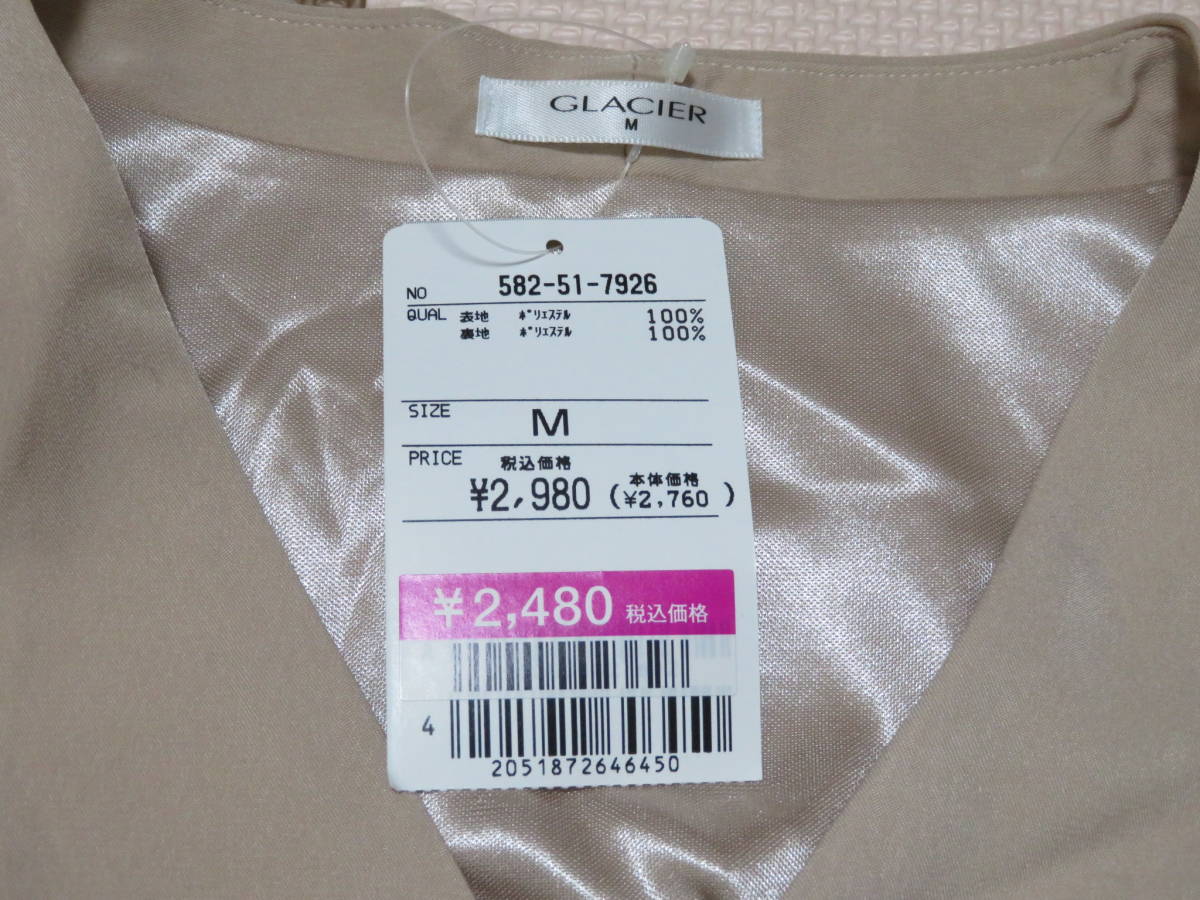 GLACIER
M
NO 582-51-7926
QUAL 表地 ポリエステル 100%
裏地 ポリエステル 100%
SIZE M
PRICE 税込価格 本体価格
¥2,980 (¥2,760)
¥2,480 税込価格
4
2051872646450